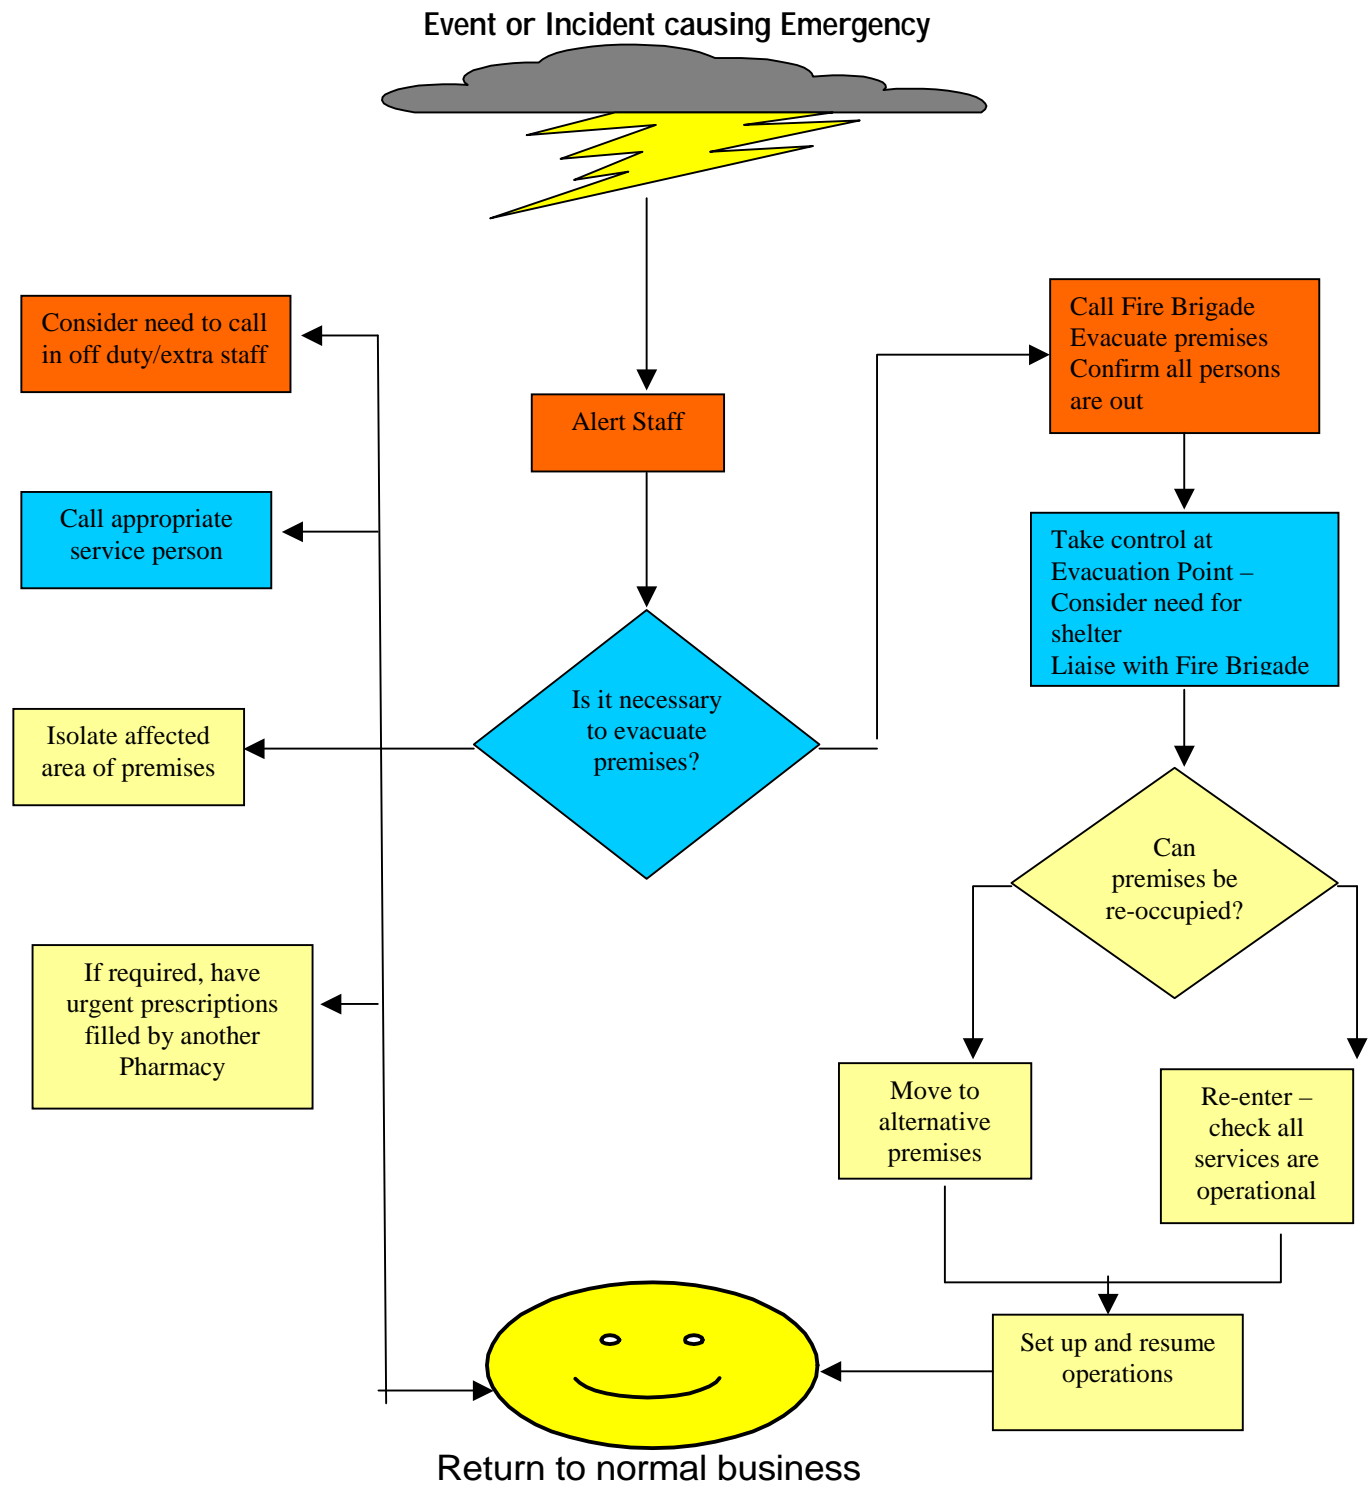 Event or Incident causing Emergency
Consider need to call
in off duty/extra staff
Call Fire Brigade
Evacuate premises
Confirm all persons
are out
Alert Staff
Call appropriate
service person
Take control at
Evacuation Point –
Consider need for
shelter
Liaise with Fire Brigade
Is it necessary
to evacuate
premises?
Isolate affected
area of premises
Can
premises be
re-occupied?
If required, have
urgent prescriptions
filled by another
Pharmacy
Move to
alternative
premises
Re-enter –
check all
services are
operational
Set up and resume
operations
Return to normal business